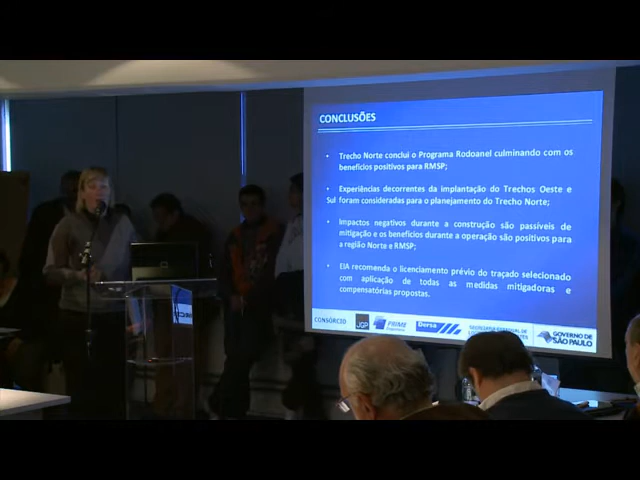 CONCLUSÕES
• Trecho Norte conclui o Programa Rodoanel culminando com os
benefícios positivos para RMSP;
• Experiências decorrentes da implantação do Trechos Oeste e
Sul foram consideradas para o planejamento do Trecho Norte;
• Impactos negativos durante a construção são passíveis de
mitigação e os benefícios durante a operação são positivos para
a região Norte e RMSP;
• EIA recomenda o licenciamento prévio do traçado selecionado
com aplicação de todas as medidas mitigadoras e
compensatórias propostas.
CONSÓRCIO JGP PRIME Dersa
GOVERNO DE
SÃO PAULO